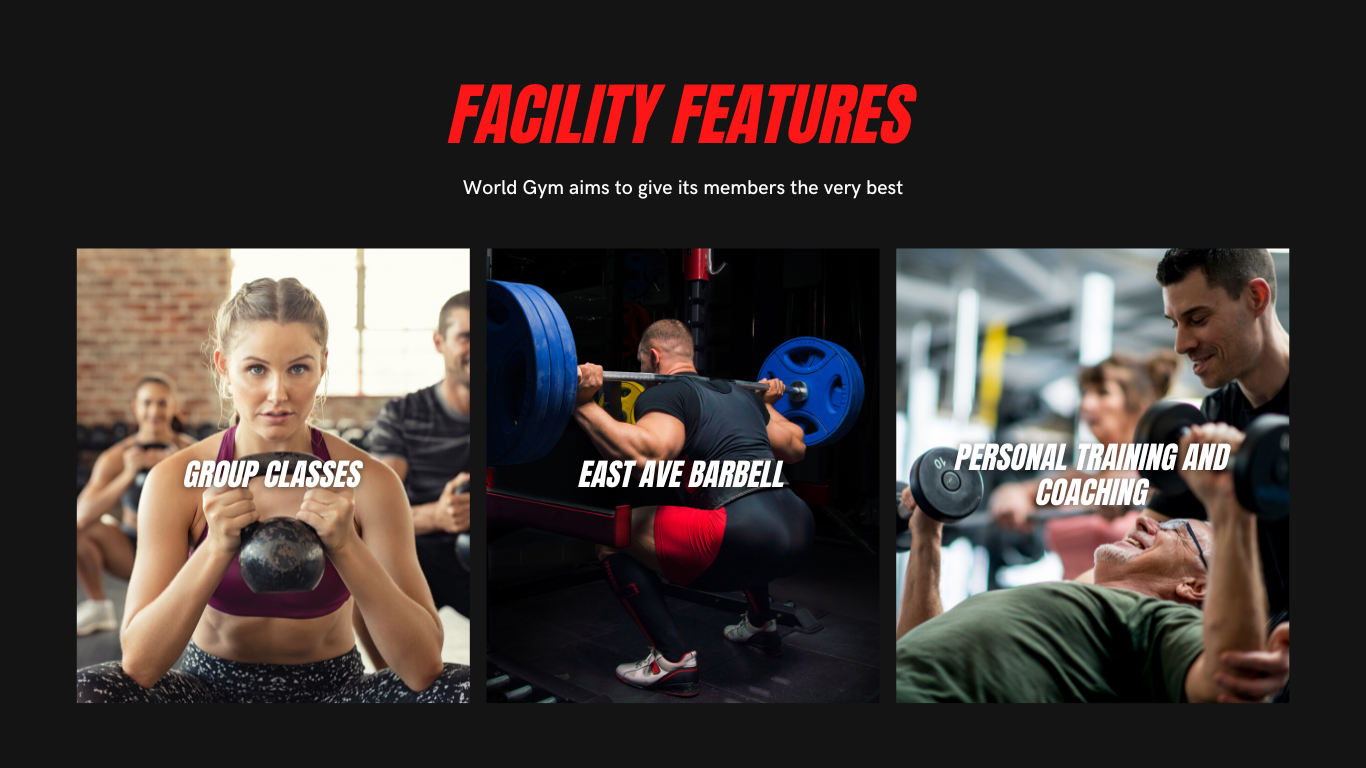 FACILITY FEATURES
World Gym aims to give its members the very best
GROUP CLASSES
EAST AVE BARBELL
PERSONAL TRAINING AND
COACHING
10